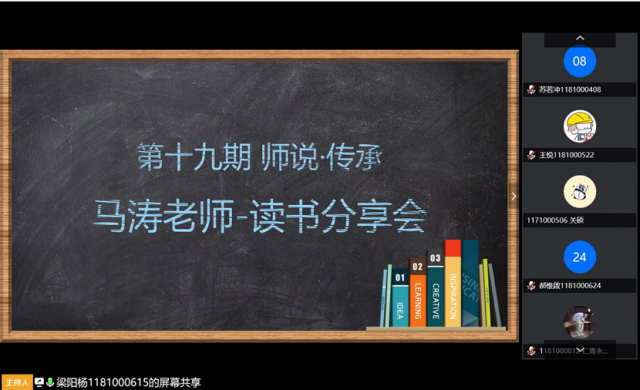 第十九期 师说·传承
马涛老师-读书分享会
01
IDEA
02
LEARNING
03
CREATIVE
INSPIRATION
08
苏若冲1181000408
王悦1181000522
1171000506 关硕
24
郝惟啟1181000624
主持人
梁阳杨1181000615的屏幕共享